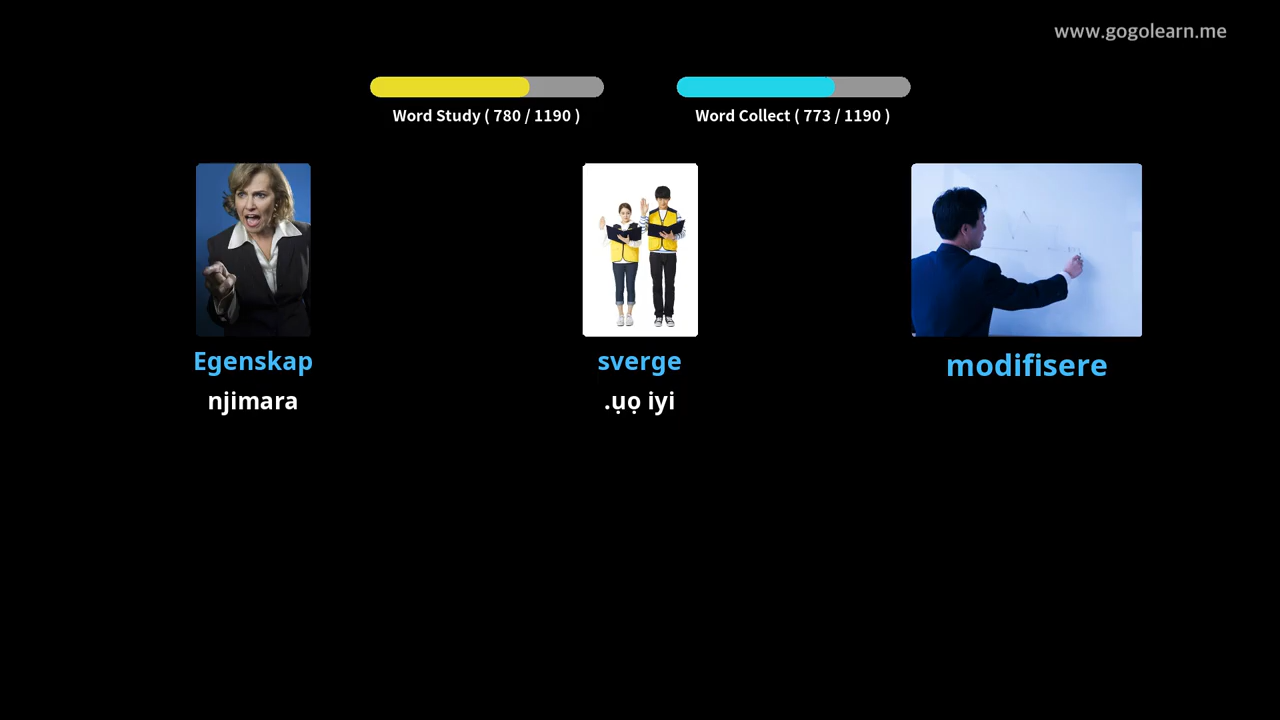 www.gogolearn.me
Word Study ( 780 / 1190 )
Word Collect ( 773 / 1190 )
Egenskap
njimara
sverge
.ụọ iyi
modifisere